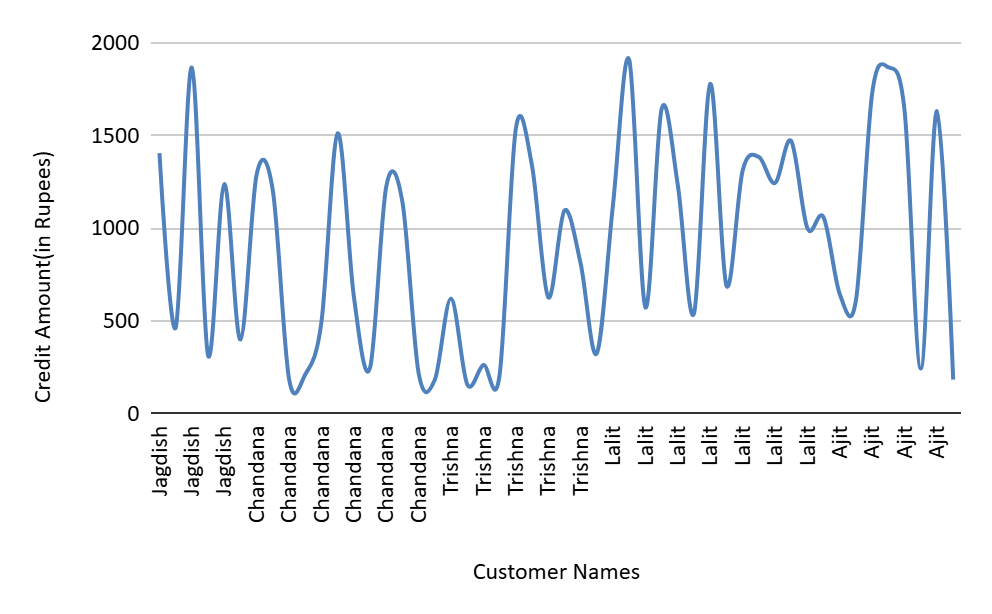 2000
1500
1000
500
0
Credit Amount(in Rupees)
Jagdish
Jagdish
Jagdish
Chandana
Chandana
Chandana
Chandana
Chandana
Chandana
Trishna
Trishna
Trishna
Trishna
Trishna
Lalit
Lalit
Lalit
Lalit
Lalit
Lalit
Lalit
Ajit
Ajit
Ajit
Ajit
Customer Names